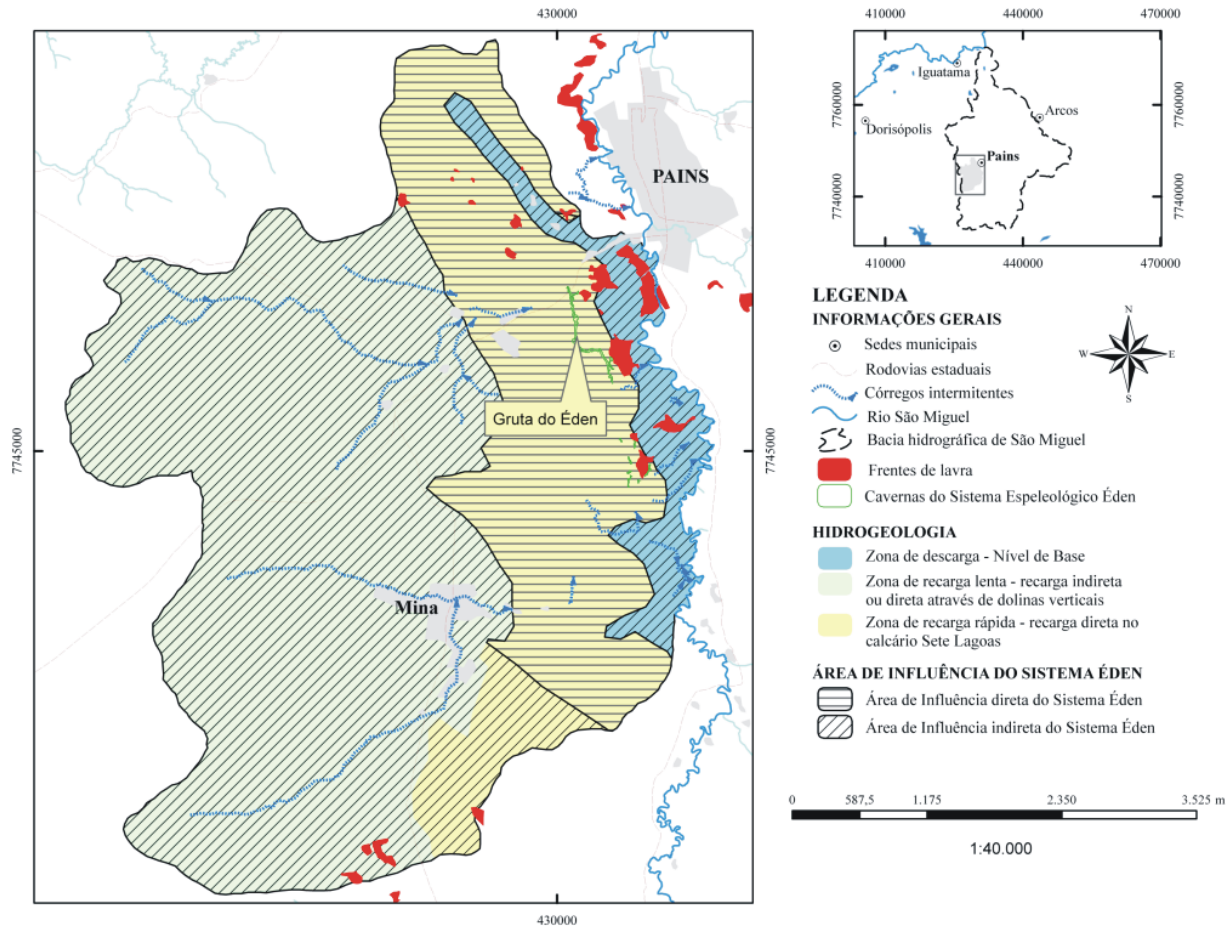 430000
7745000
7745000
430000
PAINS
Gruta do Éden
Mina
410000
440000
470000
7760000
7740000
7760000
7740000
410000
440000
470000
Iguatama
Arcos
Dorisópolis
Pains
LEGENDA
INFORMAÇÕES GERAIS
Sedes municipais
Rodovias estaduais
Córregos intermitentes
Rio São Miguel
Bacia hidrográfica de São Miguel
Frentes de lavra
Cavernas do Sistema Espeleológico Éden
N
W
E
S
HIDROGEOLOGIA
Zona de descarga - Nível de Base
Zona de recarga lenta - recarga indireta
ou direta através de dolinas verticais
Zona de recarga rápida - recarga direta no
calcário Sete Lagoas
ÁREA DE INFLUÊNCIA DO SISTEMA ÉDEN
Área de Influência direta do Sistema Éden
Área de Influência indireta do Sistema Éden
0 587,5 1.175 2.350 3.525 m
1:40.000